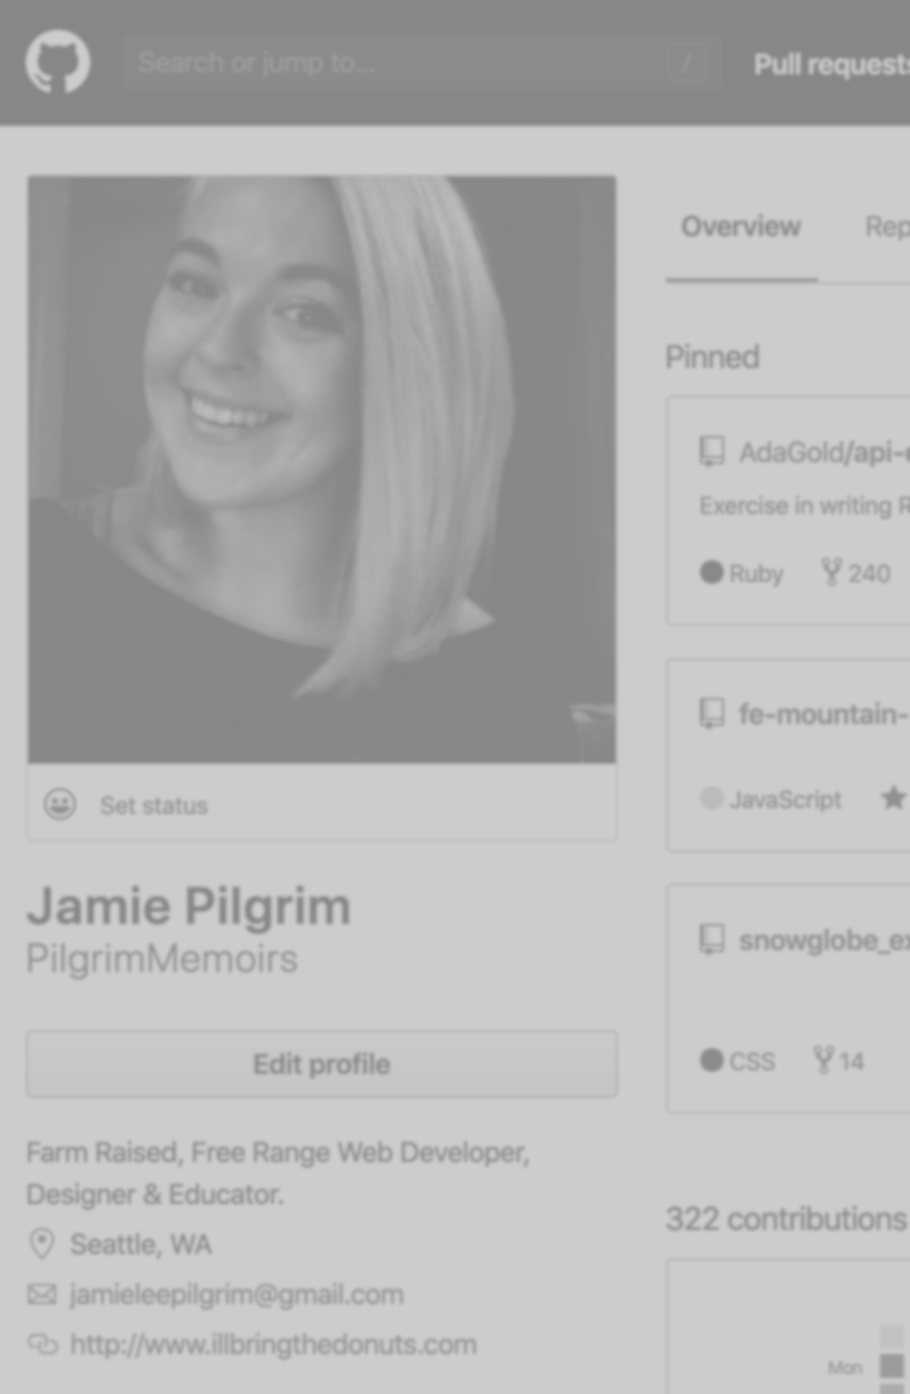 Search or jump to...
/
Pull requests
Overview
Rep
Pinned
AdaGold/api-e
Exercise in writing R
Ruby
240
fe-mountain-
JavaScript
snowglobe_ex
CSS
14
322 contributions
Mon
Set status
Jamie Pilgrim
PilgrimMemoirs
Edit profile
Farm Raised, Free Range Web Developer,
Designer & Educator.
Seattle, WA
jamieleepilgrim@gmail.com
http://www.illbringthedonuts.com